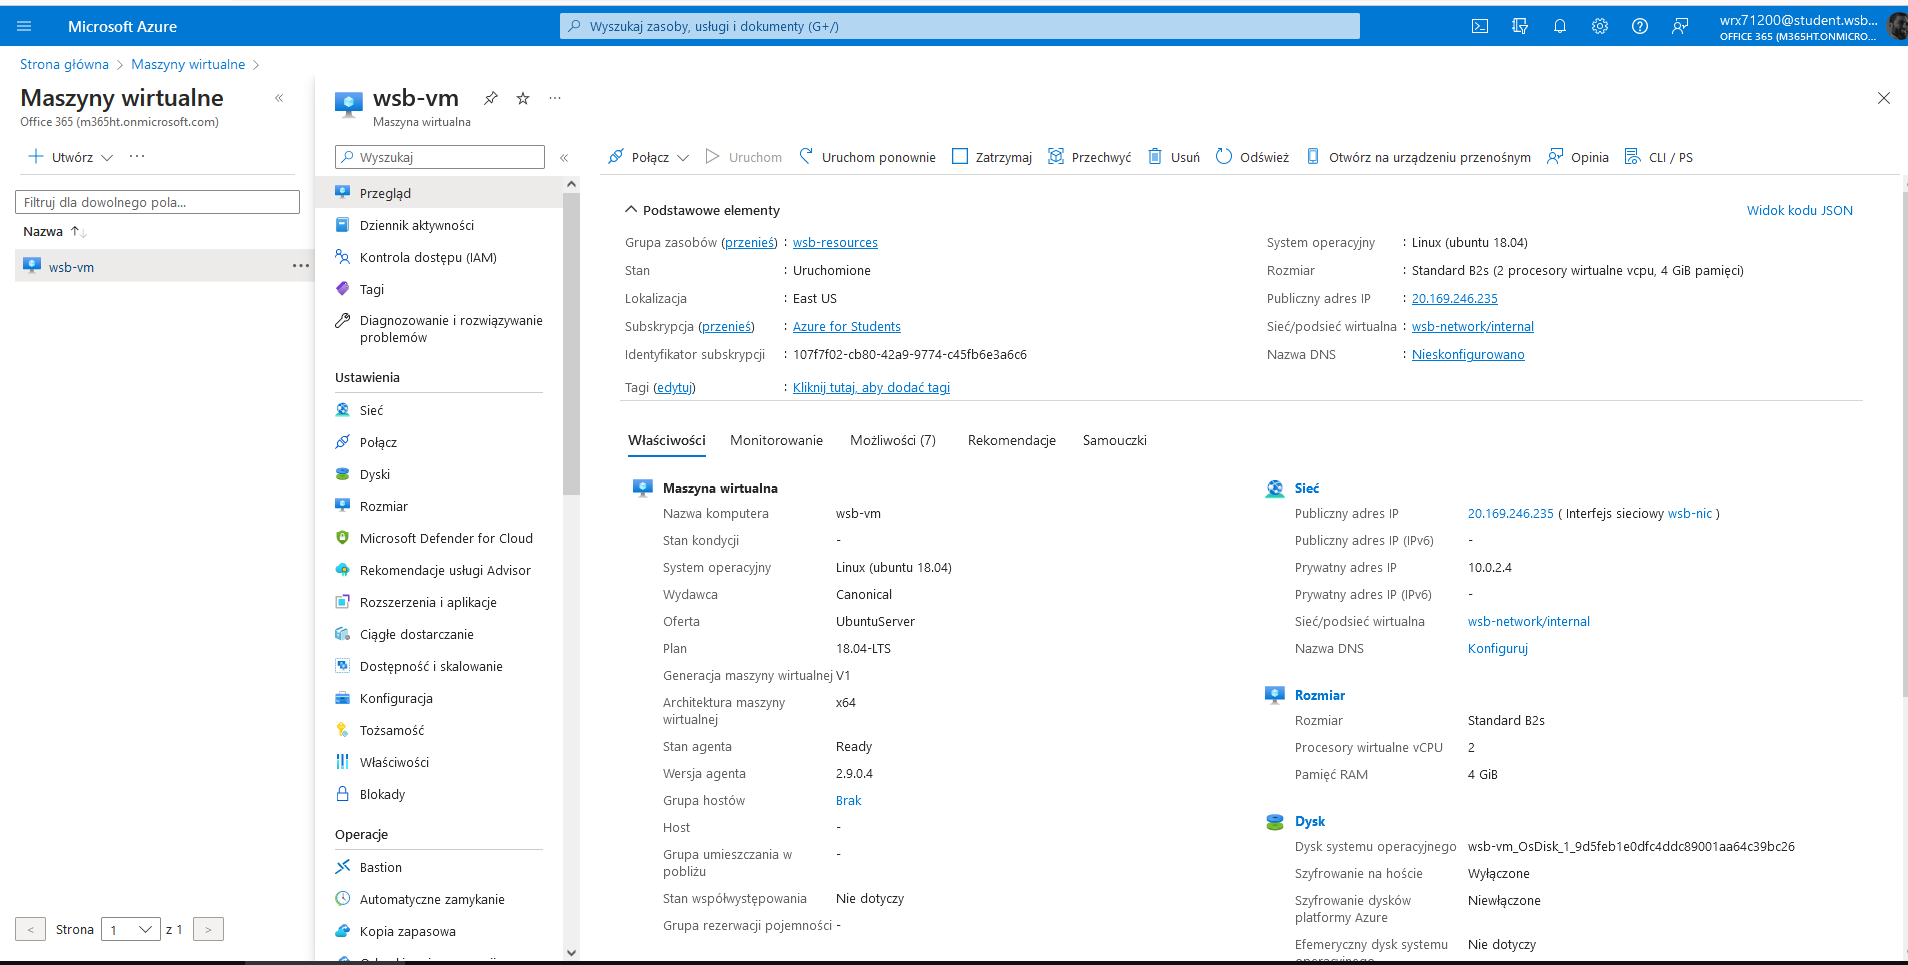 Microsoft Azure
Wyszukaj zasoby, usługi i dokumenty (G+/)
wrx71200@student.wsb...
OFFICE 365 (M365HT.ONMICRO...
Strona główna > Maszyny wirtualne >
Maszyny wirtualne
Office 365 (m365ht.onmicrosoft.com)
Utwórz
Filtruj dla dowolnego pola...
Nazwa
wsb-vm
Strona 1 z 1
wsb-vm
Maszyna wirtualna
Wyszukaj
Przegląd
Dziennik aktywności
Kontrola dostępu (IAM)
Tagi
Diagnozowanie i rozwiązywanie
problemów
Ustawienia
Sieć
Połącz
Dyski
Rozmiar
Microsoft Defender for Cloud
Rekomendacje usługi Advisor
Rozszerzenia i aplikacje
Ciągłe dostarczanie
Dostępność i skalowanie
Konfiguracja
Tożsamość
Właściwości
Blokady
Operacje
Bastion
Automatyczne zamykanie
Kopia zapasowa
Połącz Uruchom Uruchom ponownie Zatrzymaj Przechwyć Usuń Odśwież Otwórz na urządzeniu przenośnym Opinia CLI / PS
Podstawowe elementy
Widok kodu JSON
Grupa zasobów (przenieś) : wsb-resources
Stan : Uruchomione
Lokalizacja : East US
Subskrypcja (przenieś) : Azure for Students
Identyfikator subskrypcji : 107f7f02-cb80-42a9-9774-c45fb6e3a6c6
Tagi (edytuj) : Kliknij tutaj, aby dodać tagi
System operacyjny : Linux (ubuntu 18.04)
Rozmiar : Standard B2s (2 procesory wirtualne vcpu, 4 GiB pamięci)
Publiczny adres IP : 20.169.246.235
Sieć/podsieć wirtualna : wsb-network/internal
Nazwa DNS : Nieskonfigurowano
Właściwości Monitorowanie Możliwości (7) Rekomendacje Samouczki
Maszyna wirtualna
Nazwa komputera wsb-vm
Stan kondycji -
System operacyjny Linux (ubuntu 18.04)
Wydawca Canonical
Oferta UbuntuServer
Plan 18.04-LTS
Generacja maszyny wirtualnej V1
Architektura maszyny x64
wirtualnej
Stan agenta Ready
Wersja agenta 2.9.0.4
Grupa hostów Brak
Host -
Grupa umieszczania w -
pobliżu
Stan współwystępowania Nie dotyczy
Grupa rezerwacji pojemności -
Sieć
Publiczny adres IP 20.169.246.235 ( Interfejs sieciowy wsb-nic )
Publiczny adres IP (IPv6) -
Prywatny adres IP 10.0.2.4
Prywatny adres IP (IPv6) -
Sieć/podsieć wirtualna wsb-network/internal
Nazwa DNS Konfiguruj
Rozmiar
Rozmiar Standard B2s
Procesory wirtualne vCPU 2
Pamięć RAM 4 GiB
Dysk
Dysk systemu operacyjnego wsb-vm_OsDisk_1_9d5feb1e0dfc4ddc89001aa64c39bc26
Szyfrowanie na hoście Wyłączone
Szyfrowanie dysków Niewłączone
platformy Azure
Efemeryczny dysk systemu Nie dotyczy
operacyjnego